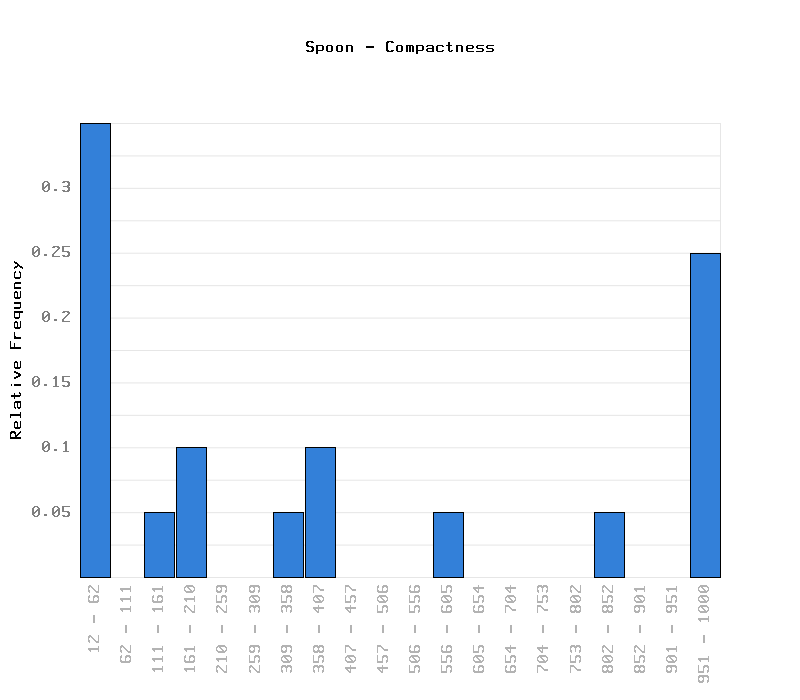 Spoon - Compactness
Relative Frequency
0.3
0.25
0.2
0.15
0.1
0.05
12 - 62
62 - 111
111 - 161
161 - 210
210 - 259
259 - 309
309 - 358
358 - 407
407 - 457
457 - 506
506 - 556
556 - 605
605 - 654
654 - 704
704 - 753
753 - 802
802 - 852
852 - 901
901 - 951
951 - 1000